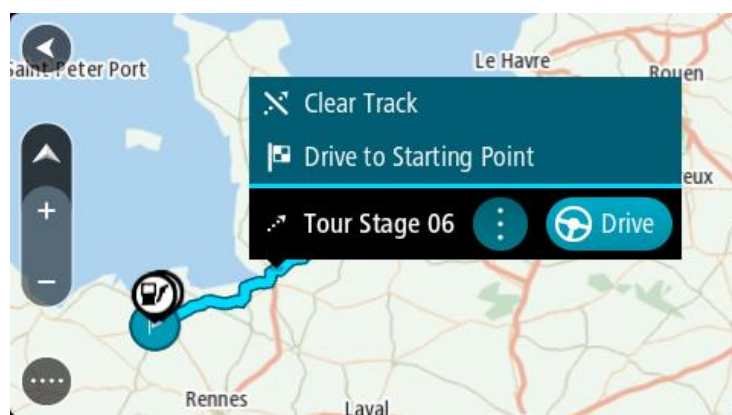 Saint Peter Port
Le Havre
Rouen
Clear Track
Drive to Starting Point
eux
Tour Stage 06
Drive
Rennes
Laval